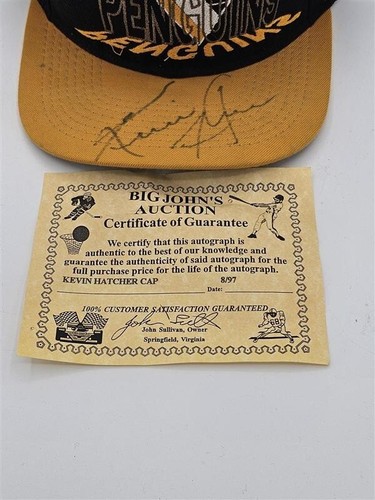 PENGUINS
PENGUINS
BIG JOHN'S
AUCTION
Certificate of Guarantee
We certify that this autograph is
authentic to the best of our knowledge and
guarantee the authenticity of said autograph for the
full purchase price for the life of the autograph.
KEVIN HATCHER CAP 8/97
Date:
100% CUSTOMER SATISFACTION GUARANTEED
John Sullivan, Owner
Springfield, Virginia